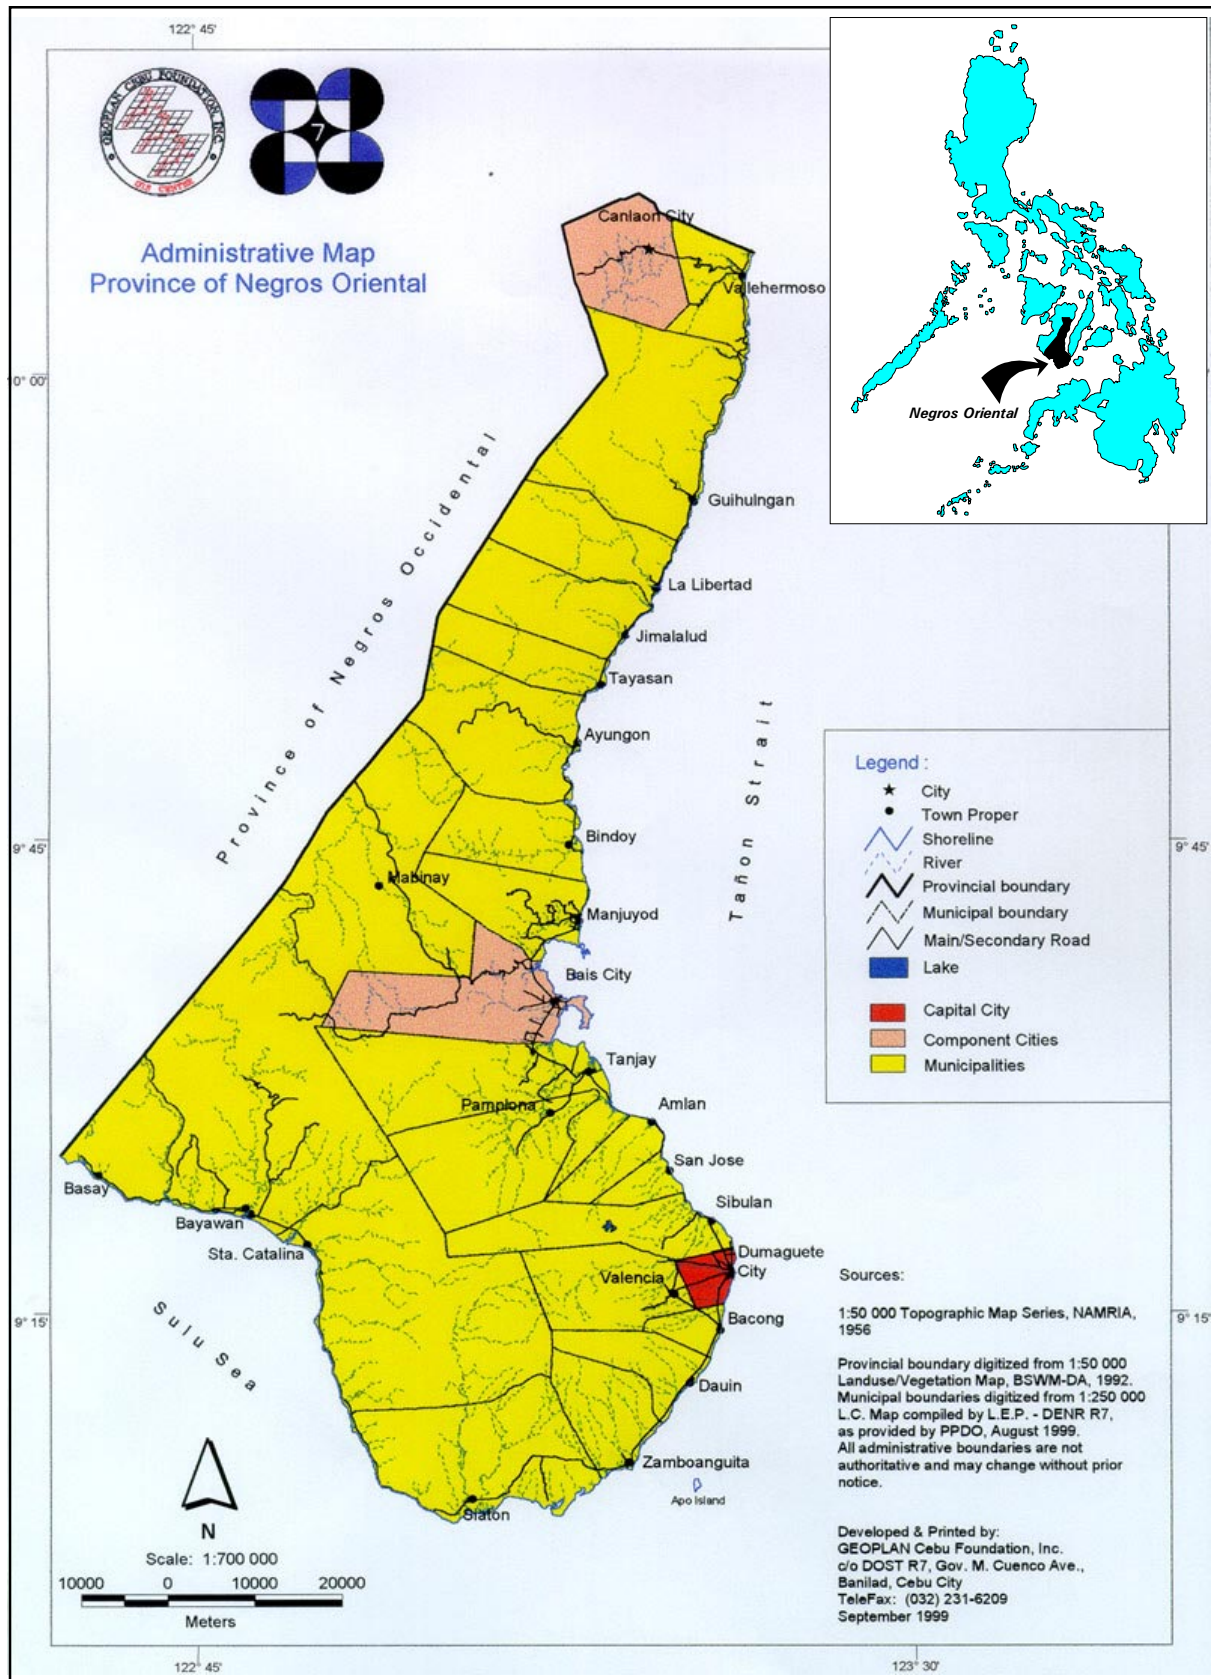 122° 45'
GEOPLAN CEBU FOUNDATION, INC.
GIS CENTRE
7
Administrative Map
Province of Negros Oriental
Negros Oriental
Canlaon City
Vallehermoso
10° 00'
Province of Negros Occidental
Guihulngan
La Libertad
Jimalalud
Tayasan
Ayungon
Tañon Strait
Bindoy
Mabinay
Manjuyod
Bais City
Tanjay
Pamplona
Amlan
San Jose
Sibulan
Basay
Bayawan
Sta. Catalina
Dumaguete
City
Valencia
Bacong
Dauin
Zamboanguita
Apo Island
Siaton
Sulu Sea
9° 45'
9° 45'
9° 15'
9° 15'
Legend :
City
Town Proper
Shoreline
River
Provincial boundary
Municipal boundary
Main/Secondary Road
Lake
Capital City
Component Cities
Municipalities
Sources:
1:50 000 Topographic Map Series, NAMRIA,
1956
Provincial boundary digitized from 1:50 000
Landuse/Vegetation Map, BSWM-DA, 1992.
Municipal boundaries digitized from 1:250 000
L.C. Map compiled by L.E.P. - DENR R7,
as provided by PPDO, August 1999.
All administrative boundaries are not
authoritative and may change without prior
notice.
Developed & Printed by:
GEOPLAN Cebu Foundation, Inc.
c/o DOST R7, Gov. M. Cuenco Ave.,
Banilad, Cebu City
TeleFax: (032) 231-6209
September 1999
N
Scale: 1:700 000
10000 0 10000 20000
Meters
122° 45'
123° 30'